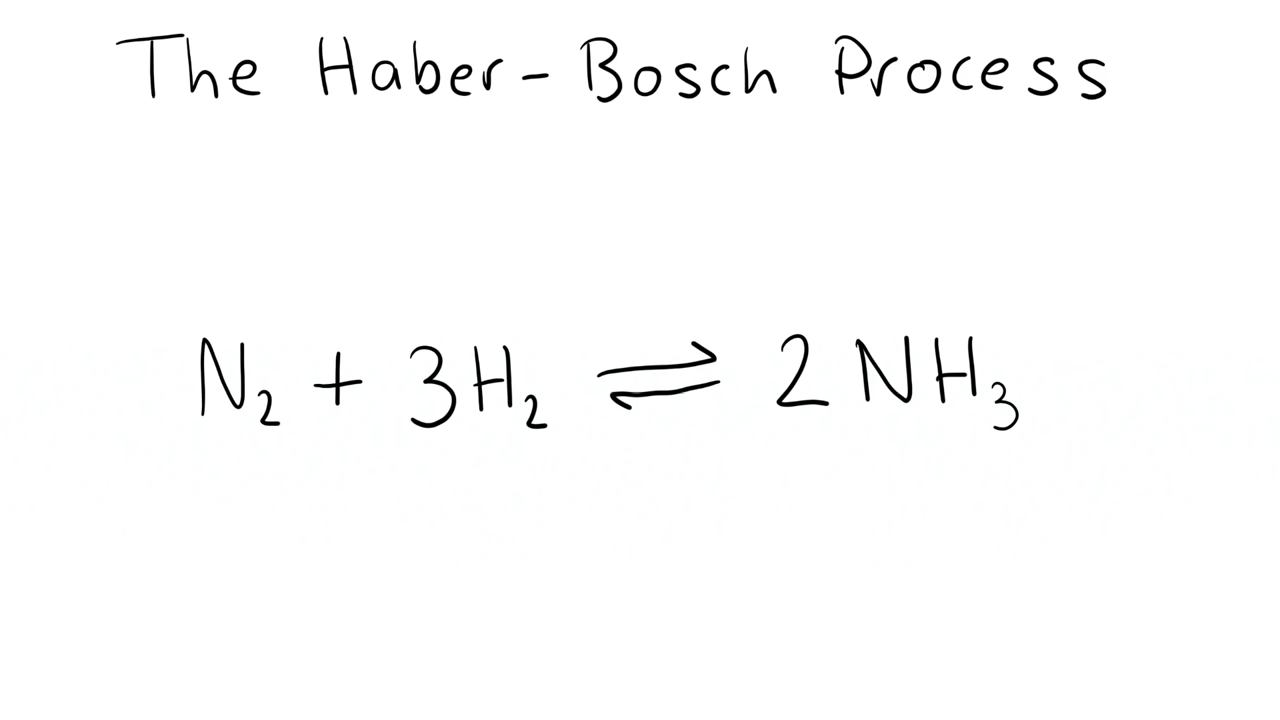 The Haber-Bosch Process
N₂ + 3H₂ ⇌ 2NH₃